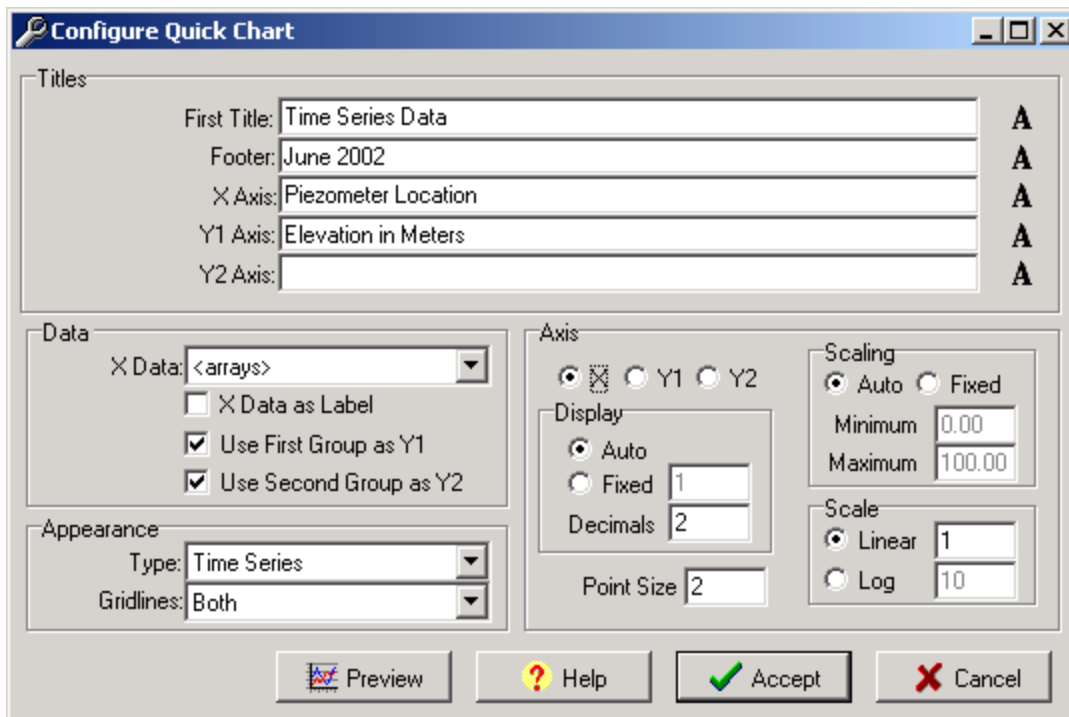 Configure Quick Chart
Titles
First Title: Time Series Data
A
Footer: June 2002
A
X Axis: Piezometer Location
A
Y1 Axis: Elevation in Meters
A
Y2 Axis:
A
Data
X Data: <arrays>
X Data as Label
Use First Group as Y1
Use Second Group as Y2
Appearance
Type: Time Series
Gridlines: Both
Axis
X Y1 Y2
Display
Auto
Fixed 1
Decimals 2
Point Size 2
Scaling
Auto Fixed
Minimum 0.00
Maximum 100.00
Scale
Linear 1
Log 10
Preview
? Help
Accept
Cancel